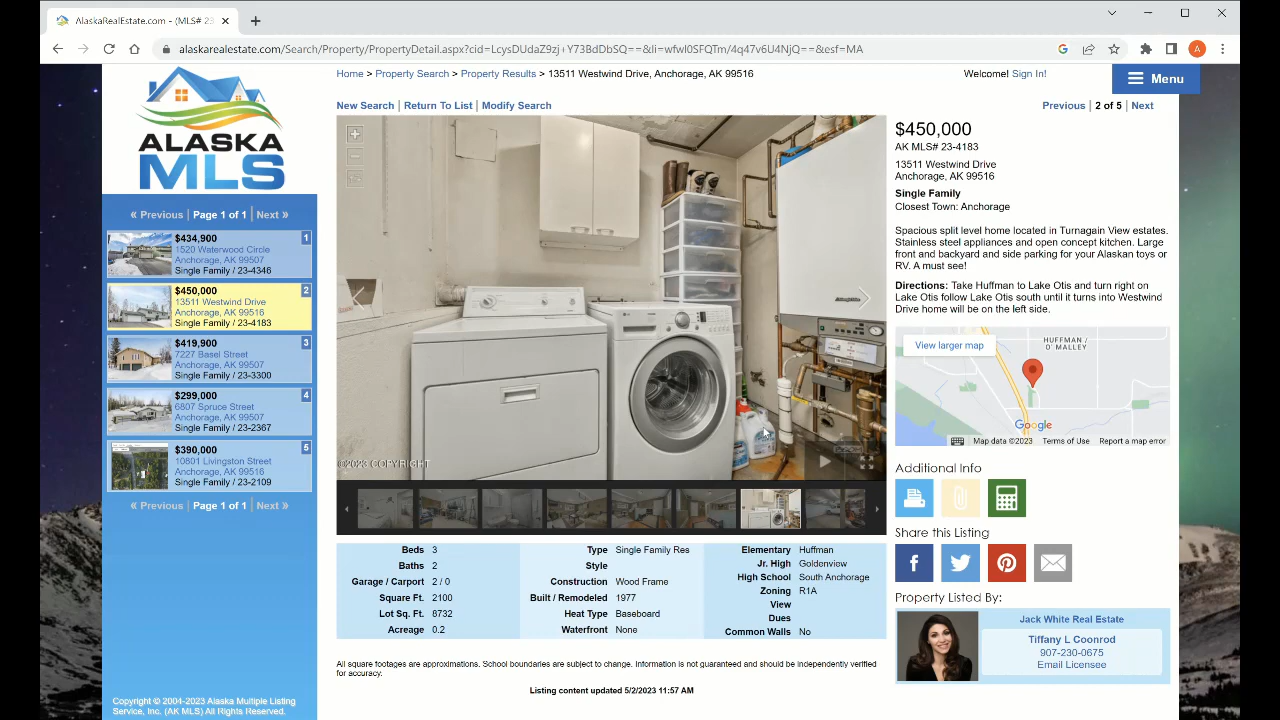 AlaskaRealEstate.com - (MLS# 23
alaskarealestate.com/Search/Property/PropertyDetail.aspx?cid=LcysDUdaZ9zj+Y73BdDbSQ==&li=wfwI0SFQTm/4q47v6U4NjQ==&esf=MA
A
ALASKA
MLS
Home > Property Search > Property Results > 13511 Westwind Drive, Anchorage, AK 99516
Welcome! Sign In!
Menu
New Search | Return To List | Modify Search
Previous | 2 of 5 | Next
« Previous | Page 1 of 1 | Next »
$434,900 1
1520 Waterwood Circle
Anchorage, AK 99507
Single Family / 23-4346
$450,000 2
13511 Westwind Drive
Anchorage, AK 99516
Single Family / 23-4183
$419,900 3
7227 Basel Street
Anchorage, AK 99507
Single Family / 23-3300
$299,000 4
6807 Spruce Street
Anchorage, AK 99507
Single Family / 23-2367
$390,000 5
10801 Livingston Street
Anchorage, AK 99516
Single Family / 23-2109
« Previous | Page 1 of 1 | Next »
Copyright © 2004-2023 Alaska Multiple Listing
Service, Inc. (AK MLS) All Rights Reserved.
©2023 COPYRIGHT
Beds 3
Baths 2
Garage / Carport 2 / 0
Square Ft. 2100
Lot Sq. Ft. 8732
Acreage 0.2
Type Single Family Res
Style
Construction Wood Frame
Built / Remodeled 1977
Heat Type Baseboard
Waterfront None
Elementary Huffman
Jr. High Goldenview
High School South Anchorage
Zoning R1A
View
Dues
Common Walls No
All square footages are approximations. School boundaries are subject to change. Information is not guaranteed and should be independently verified
for accuracy.
Listing content updated 5/2/2023 11:57 AM
$450,000
AK MLS# 23-4183
13511 Westwind Drive
Anchorage, AK 99516
Single Family
Closest Town: Anchorage
Spacious split level home located in Turnagain View estates.
Stainless steel appliances and open concept kitchen. Large
front and backyard and side parking for your Alaskan toys or
RV. A must see!
Directions: Take Huffman to Lake Otis and turn right on
Lake Otis follow Lake Otis south until it turns into Westwind
Drive home will be on the left side.
View larger map
HUFFMAN /
O' MALLEY
Google
Map data ©2023 Terms of Use Report a map error
Additional Info
Share this Listing
Property Listed By:
Jack White Real Estate
Tiffany L Coonrod
907-230-0675
Email Licensee